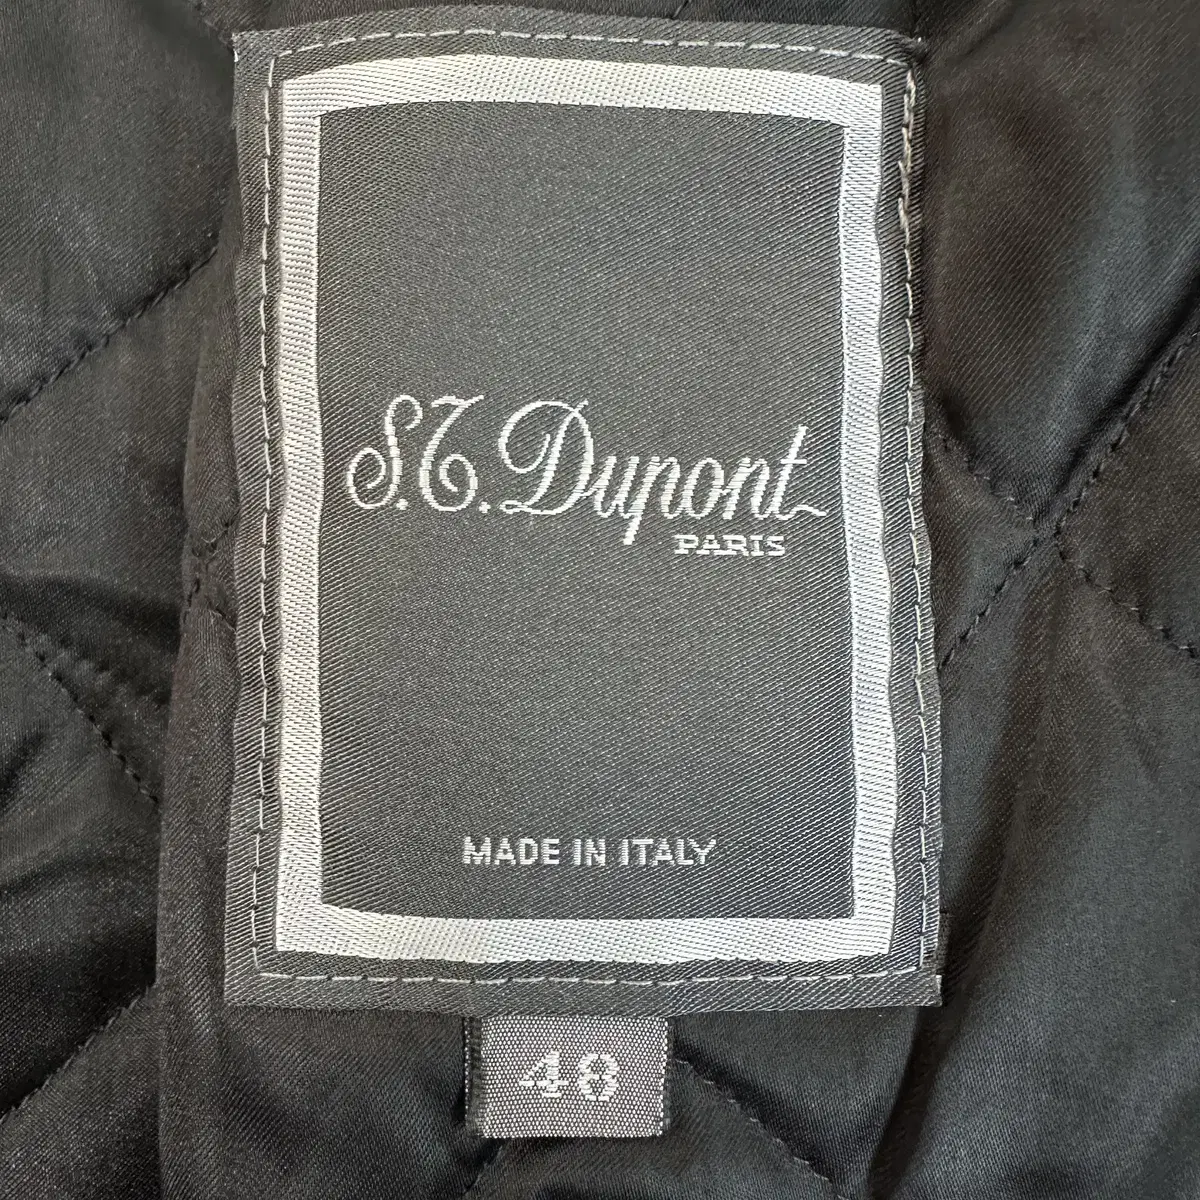 S.T. Dupont
PARIS
MADE IN ITALY
48